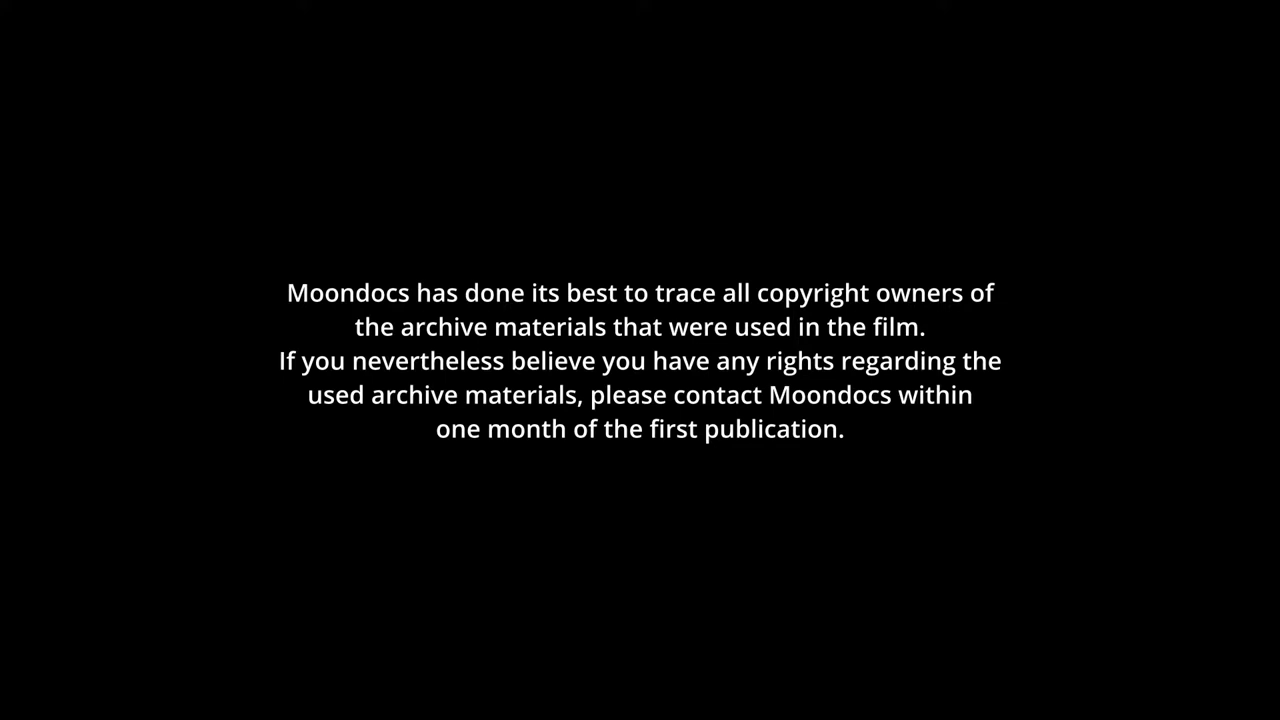 Moondocs has done its best to trace all copyright owners of
the archive materials that were used in the film.
If you nevertheless believe you have any rights regarding the
used archive materials, please contact Moondocs within
one month of the first publication.